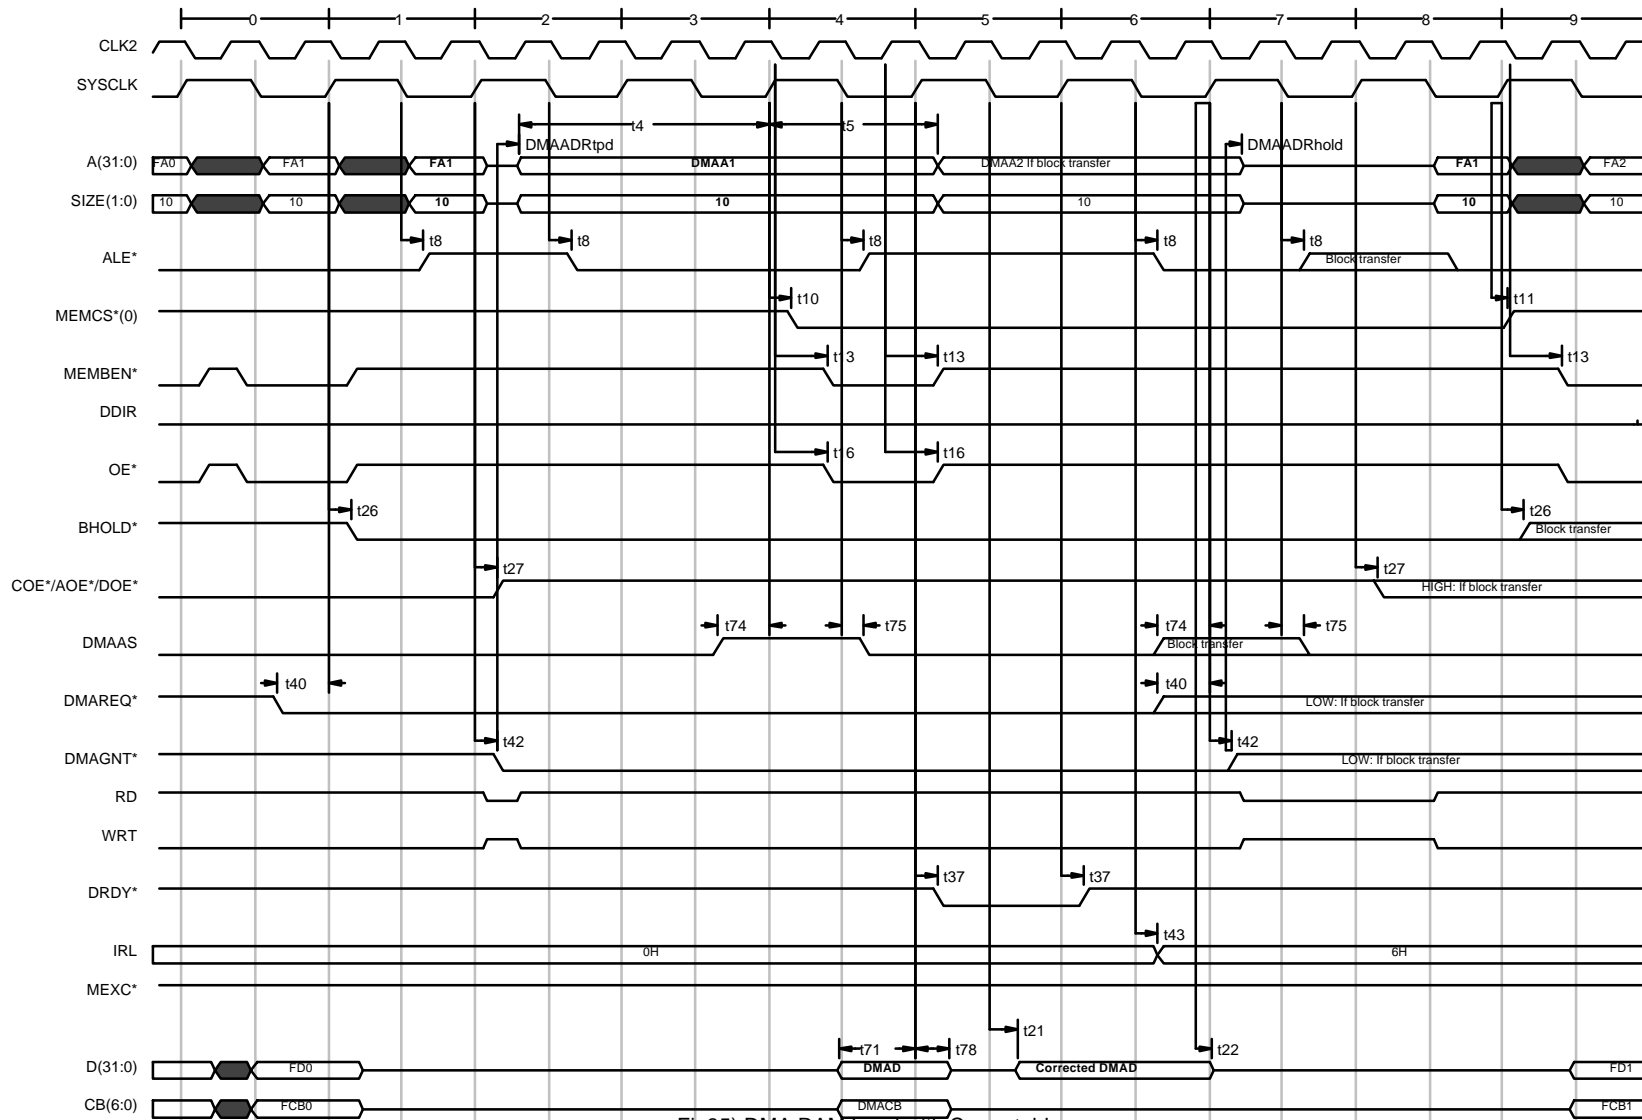 0 1 2 3 4 5 6 7 8 9
CLK2
SYSCLK
t4 t5
DMAADRtpd DMAADRhold
A(31:0) FA0 FA1 FA1 DMAA1 DMAA2 If block transfer FA1 FA2
SIZE(1:0) 10 10 10 10 10 10 10
t8 t8 t8 t8 t8
ALE* Block transfer
t10 t11
MEMCS*(0)
t13 t13 t13
MEMBEN*
DDIR
t16 t16
OE*
t26 t26
BHOLD* Block transfer
t27 t27
COE*/AOE*/DOE* HIGH: If block transfer
t74 t75 t74 t75
DMAAS Block transfer
t40 t40
DMAREQ* LOW: If block transfer
t42 t42
DMAGNT* LOW: If block transfer
RD
WRT
t37 t37
DRDY*
t43
IRL 0H 6H
MEXC*
t21
t71 t78 t22
D(31:0) FD0 DMAD Corrected DMAD FD1
CB(6:0) FCB0 DMACB FCB1
DMA